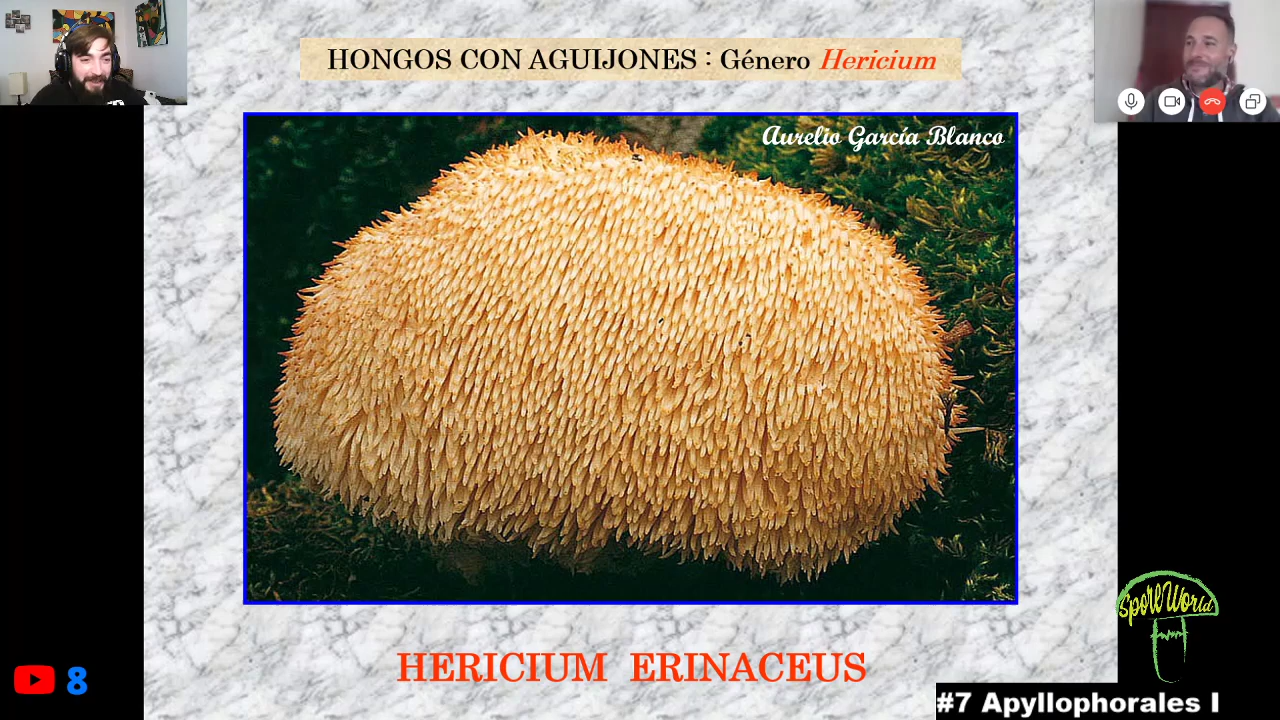 HONGOS CON AGUIJONES : Género Hericium
Aurelio García Blanco
SporeWorld
HERICIUM ERINACEUS
8
#7 Apyllophorales I